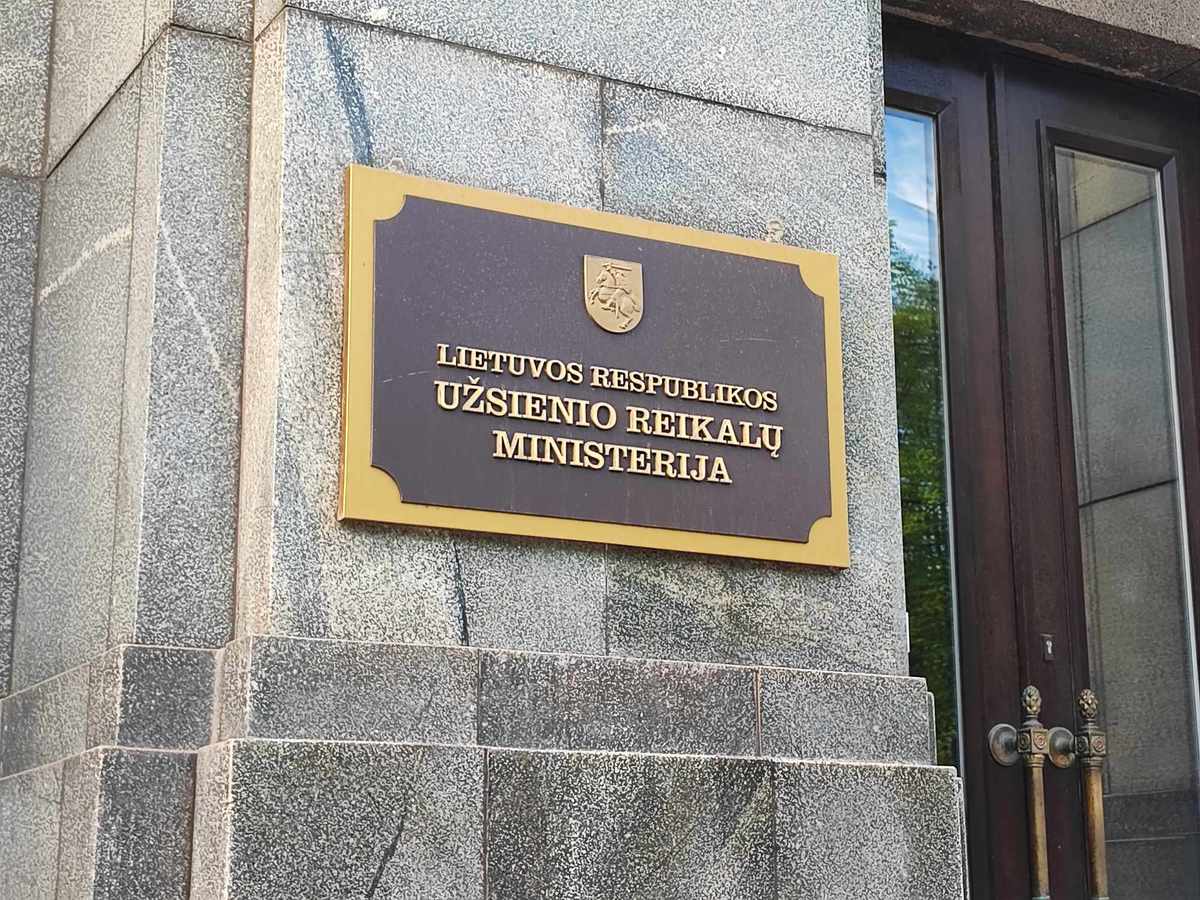 LIETUVOS RESPUBLIKOS
UŽSIENIO REIKALŲ
MINISTERIJA